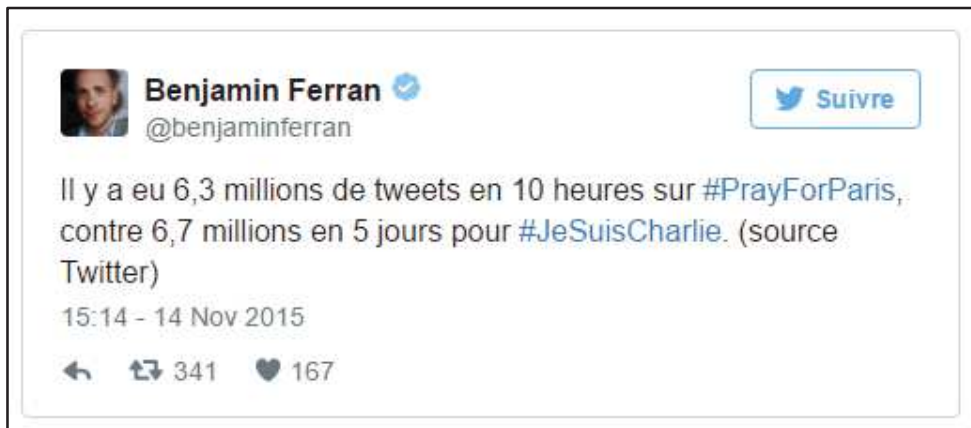 Benjamin Ferran
@benjaminferran
Suivre
Il y a eu 6,3 millions de tweets en 10 heures sur #PrayForParis,
contre 6,7 millions en 5 jours pour #JeSuisCharlie. (source
Twitter)
15:14 - 14 Nov 2015
341 167